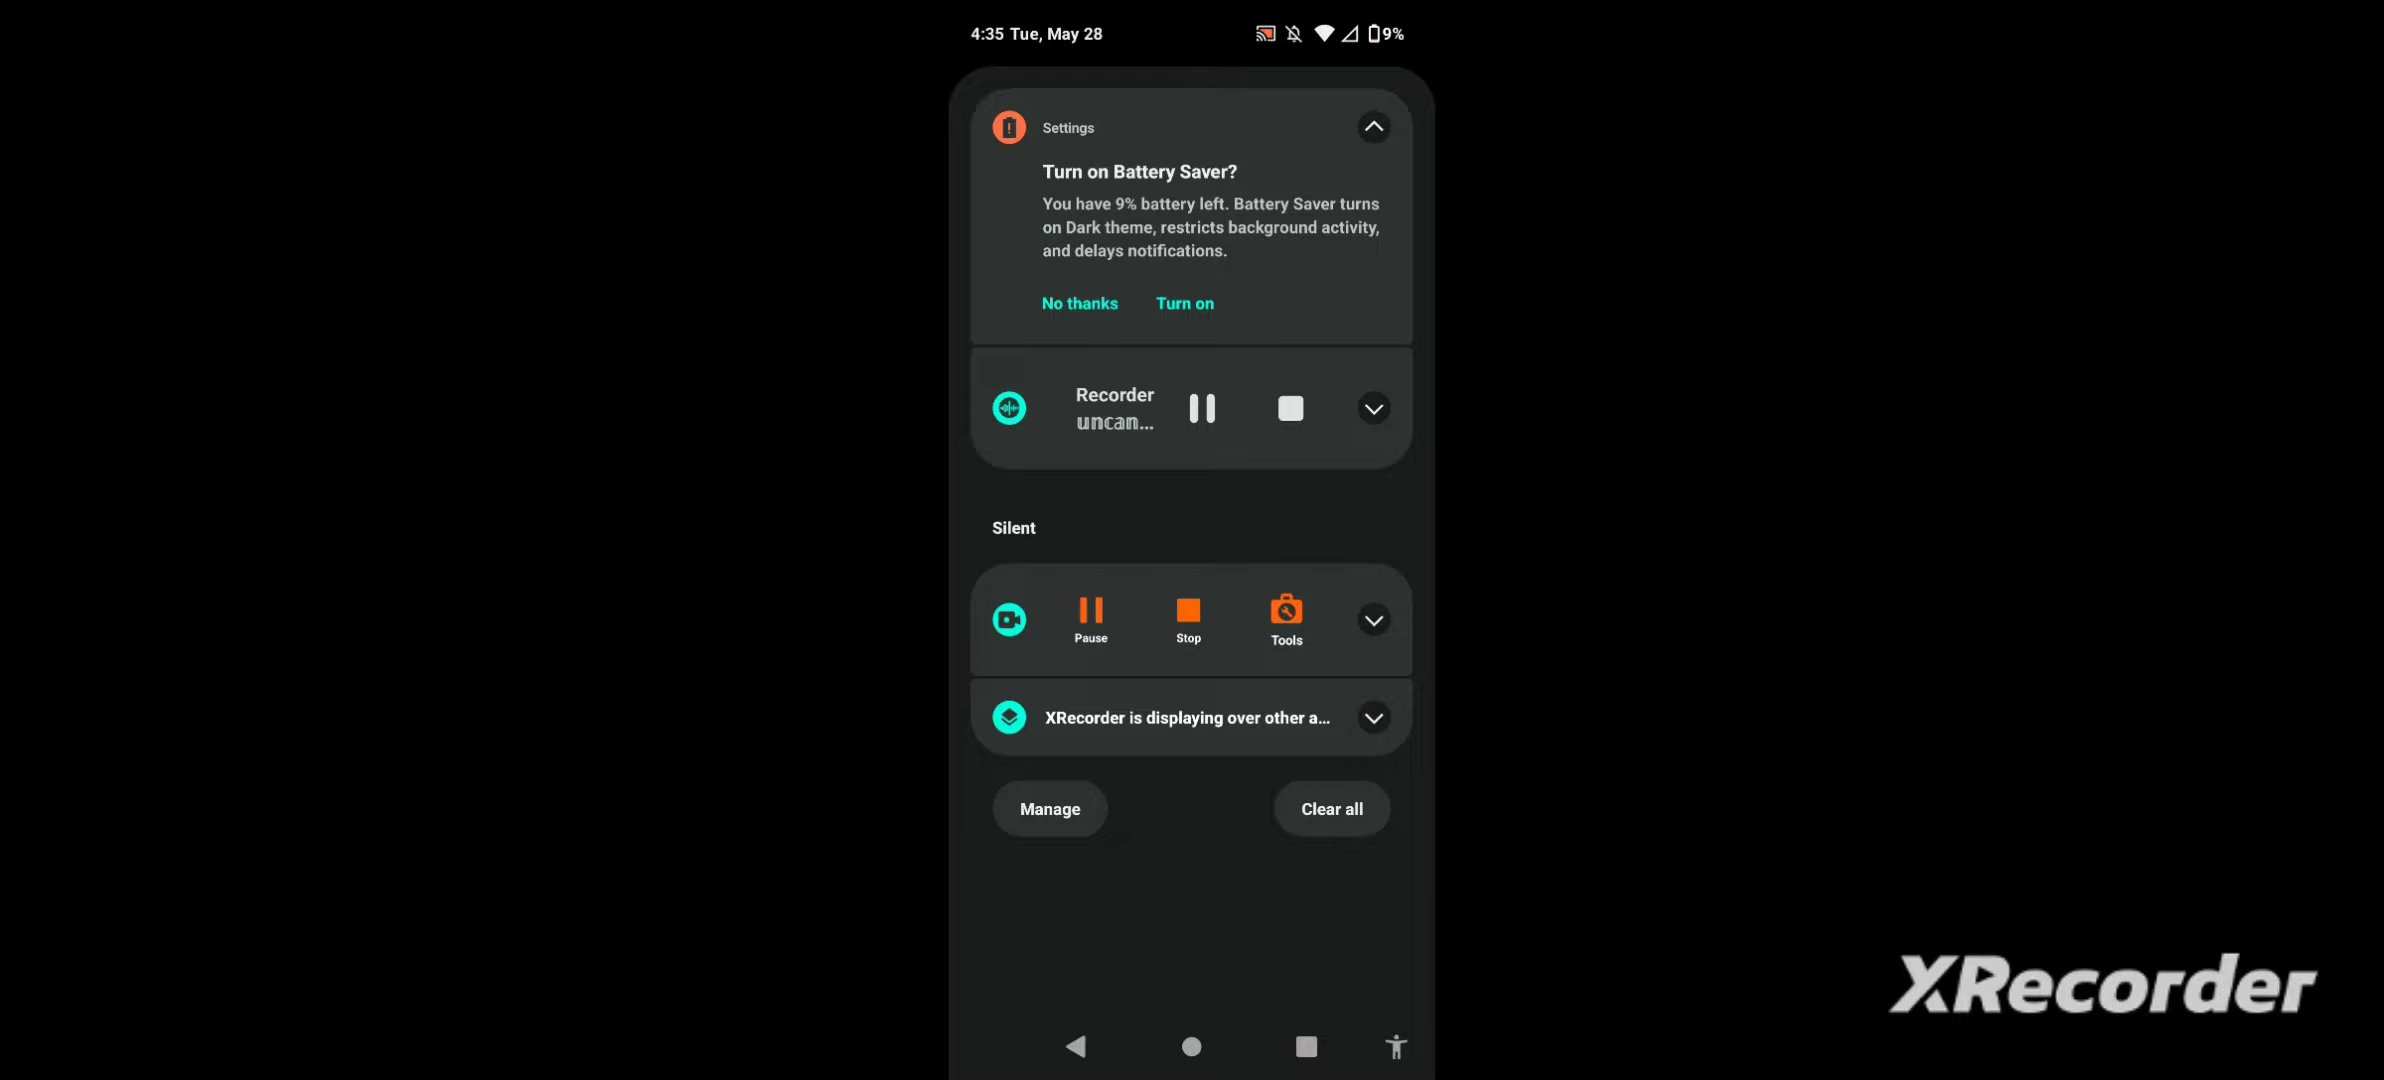 4:35 Tue, May 28
9%
Settings
Turn on Battery Saver?
You have 9% battery left. Battery Saver turns
on Dark theme, restricts background activity,
and delays notifications.
No thanks Turn on
Recorder
𝕦𝕟𝕔𝕒𝕟...
Silent
Pause Stop Tools
XRecorder is displaying over other a...
Manage Clear all
XRecorder